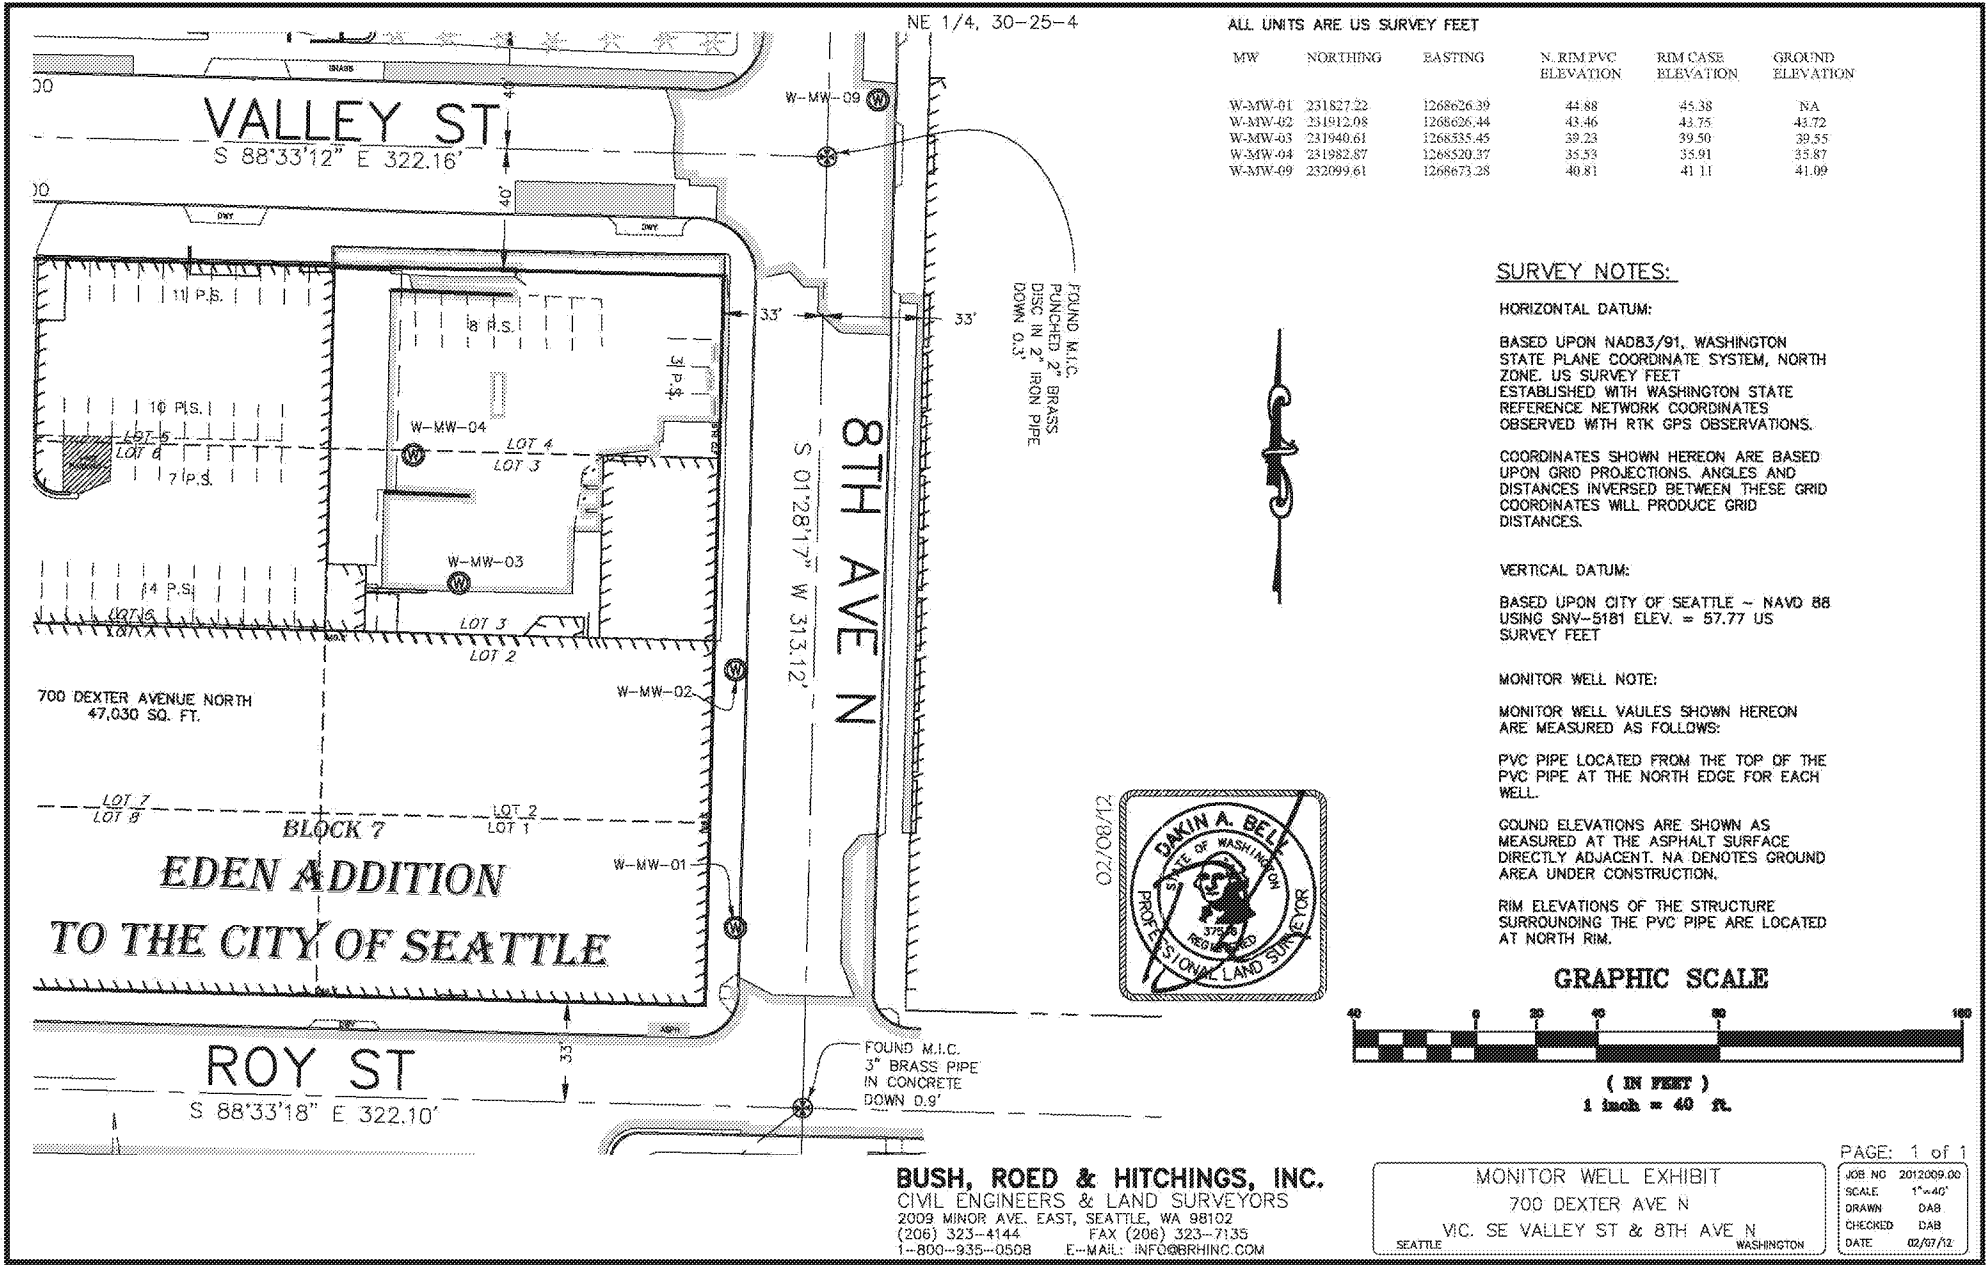 NE 1/4, 30-25-4
ALL UNITS ARE US SURVEY FEET
MW NORTHING EASTING N. RIM PVC ELEVATION RIM CASE ELEVATION GROUND ELEVATION
W-MW-01 231827.22 1268626.39 44.88 45.38 NA
W-MW-02 231912.08 1268626.44 43.46 43.75 43.72
W-MW-03 231940.61 1268535.45 39.23 39.50 39.55
W-MW-04 231982.87 1268520.37 35.53 35.91 35.87
W-MW-09 232099.61 1268673.28 40.81 41.11 41.09
VALLEY ST
S 88°33'12" E 322.16'
40'
40'
W-MW-09
DWY
DWY
FOUND M.I.C.
PUNCHED 2" BRASS
DISC IN 2" IRON PIPE
DOWN 0.3'
33'
33'
11 P.S.
8 P.S.
3 P.S.
10 P.S.
LOT 5
LOT 6
7 P.S.
W-MW-04
LOT 4
LOT 3
W-MW-03
14 P.S.
LOT 6
LOT 7
LOT 3
LOT 2
8TH AVE N
S 01°28'17" W 313.12'
W-MW-02
700 DEXTER AVENUE NORTH
47,030 SQ. FT.
LOT 7
LOT 8
LOT 2
LOT 1
BLOCK 7
EDEN ADDITION
TO THE CITY OF SEATTLE
W-MW-01
ASPH
33'
ROY ST
S 88°33'18" E 322.10'
FOUND M.I.C.
3" BRASS PIPE
IN CONCRETE
DOWN 0.9'
SURVEY NOTES:
HORIZONTAL DATUM:
BASED UPON NAD83/91, WASHINGTON
STATE PLANE COORDINATE SYSTEM, NORTH
ZONE. US SURVEY FEET
ESTABLISHED WITH WASHINGTON STATE
REFERENCE NETWORK COORDINATES
OBSERVED WITH RTK GPS OBSERVATIONS.
COORDINATES SHOWN HEREON ARE BASED
UPON GRID PROJECTIONS. ANGLES AND
DISTANCES INVERSED BETWEEN THESE GRID
COORDINATES WILL PRODUCE GRID
DISTANCES.
VERTICAL DATUM:
BASED UPON CITY OF SEATTLE - NAVD 88
USING SNV-5181 ELEV. = 57.77 US
SURVEY FEET
MONITOR WELL NOTE:
MONITOR WELL VAULES SHOWN HEREON
ARE MEASURED AS FOLLOWS:
PVC PIPE LOCATED FROM THE TOP OF THE
PVC PIPE AT THE NORTH EDGE FOR EACH
WELL.
GOUND ELEVATIONS ARE SHOWN AS
MEASURED AT THE ASPHALT SURFACE
DIRECTLY ADJACENT. NA DENOTES GROUND
AREA UNDER CONSTRUCTION.
RIM ELEVATIONS OF THE STRUCTURE
SURROUNDING THE PVC PIPE ARE LOCATED
AT NORTH RIM.
02/08/12
DAKIN A. BELL
STATE OF WASHINGTON
REGISTERED
PROFESSIONAL LAND SURVEYOR
GRAPHIC SCALE
40 0 20 40 80 160
( IN FEET )
1 inch = 40 ft.
BUSH, ROED & HITCHINGS, INC.
CIVIL ENGINEERS & LAND SURVEYORS
2009 MINOR AVE. EAST, SEATTLE, WA 98102
(206) 323-4144 FAX (206) 323-7135
1-800-935-0508 E-MAIL: INFO@BRHINC.COM
MONITOR WELL EXHIBIT
700 DEXTER AVE N
VIC. SE VALLEY ST & 8TH AVE N
SEATTLE WASHINGTON
PAGE: 1 of 1
JOB NO 2012009.00
SCALE 1"=40'
DRAWN DAB
CHECKED DAB
DATE 02/07/12